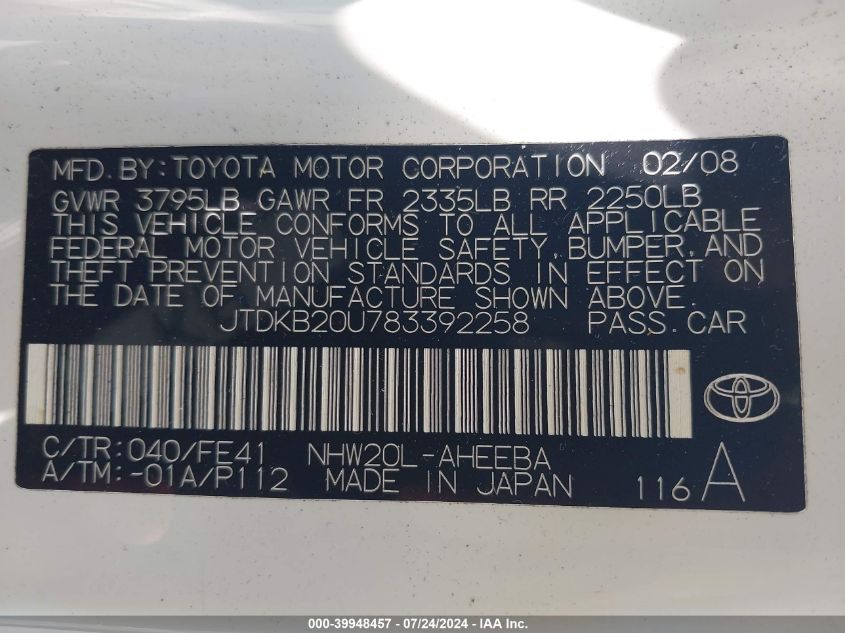 MFD. BY: TOYOTA MOTOR CORPORATION 02/08
GVWR 3795LB GAWR FR 2335LB RR 2250LB
THIS VEHICLE CONFORMS TO ALL APPLICABLE
FEDERAL MOTOR VEHICLE SAFETY, BUMPER, AND
THEFT PREVENTION STANDARDS IN EFFECT ON
THE DATE OF MANUFACTURE SHOWN ABOVE.
JTDKB20U783392258 PASS. CAR
C/TR: 040/FE41 NHW20L-AHEEBA
A/TM: -01A/P112 MADE IN JAPAN 116 A
000-39948457 - 07/24/2024 - IAA Inc.